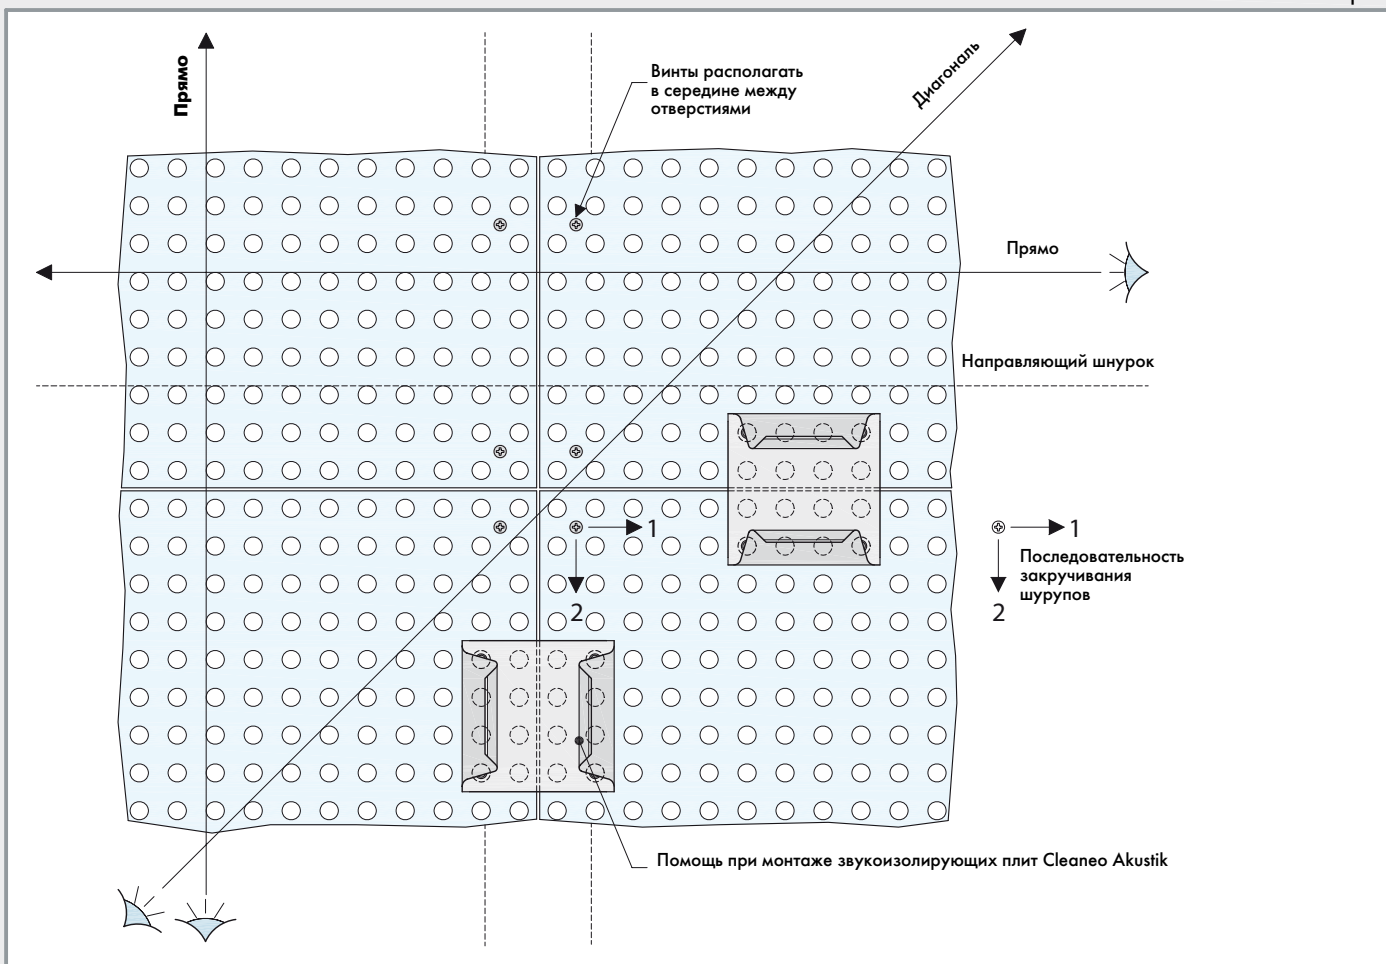 Прямо
Винты располагать
в середине между
отверстиями
Диагональ
Прямо
Направляющий шнурок
1
2
1
Последовательность
закручивания
шурупов
2
Помощь при монтаже звукоизолирующих плит Cleaneo Akustik